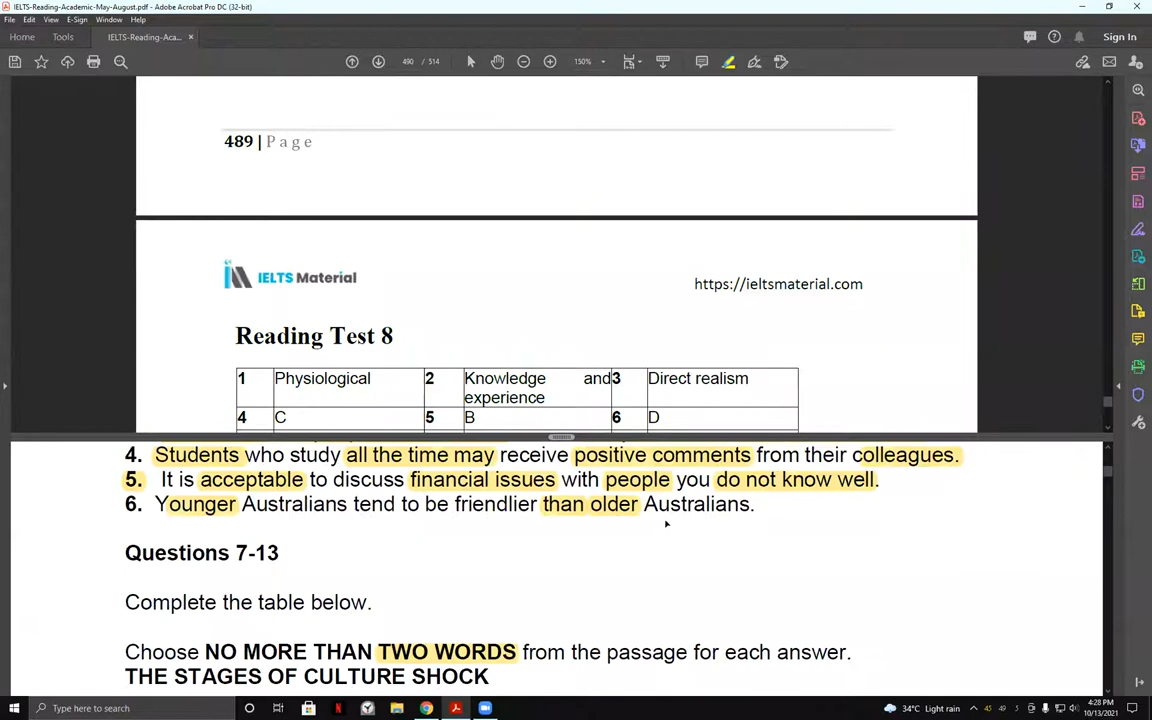 IELTS-Reading-Academic-May-August.pdf - Adobe Acrobat Pro DC (32-bit)
File Edit View E-Sign Window Help
Home Tools IELTS-Reading-Aca... × Sign In
490 / 514 150%
489 | Page
IELTS Material https://ieltsmaterial.com
Reading Test 8
1 Physiological 2 Knowledge and 3 Direct realism
experience
4 C 5 B 6 D
4. Students who study all the time may receive positive comments from their colleagues.
5. It is acceptable to discuss financial issues with people you do not know well.
6. Younger Australians tend to be friendlier than older Australians.
Questions 7-13
Complete the table below.
Choose NO MORE THAN TWO WORDS from the passage for each answer.
THE STAGES OF CULTURE SHOCK
Type here to search 34°C Light rain 45 49 5 4:28 PM
10/13/2021